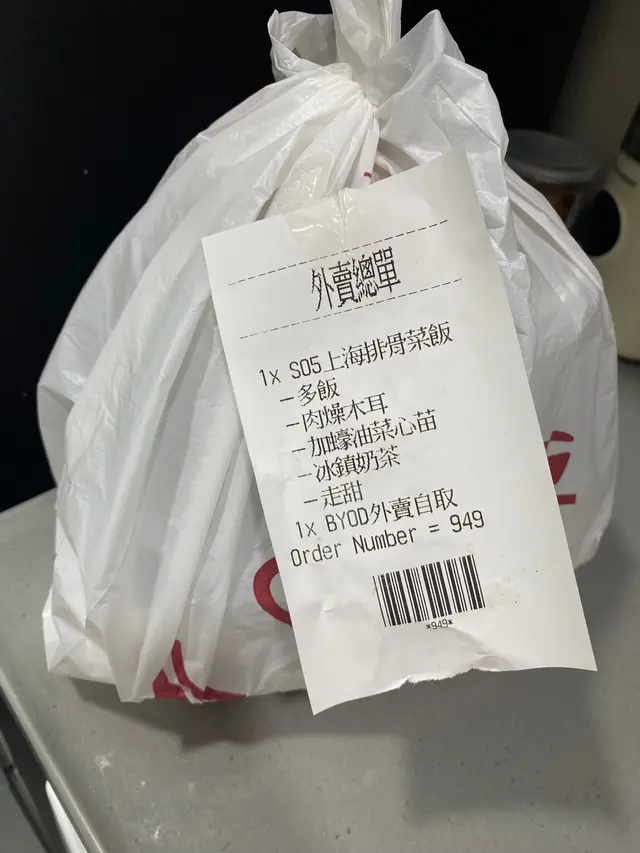 外賣總單
1x S05上海排骨菜飯
-多飯
-肉燥木耳
-加蠔油菜心苗
-冰鎮奶茶
-走甜
1x BYOD外賣自取
Order Number = 949
*949*